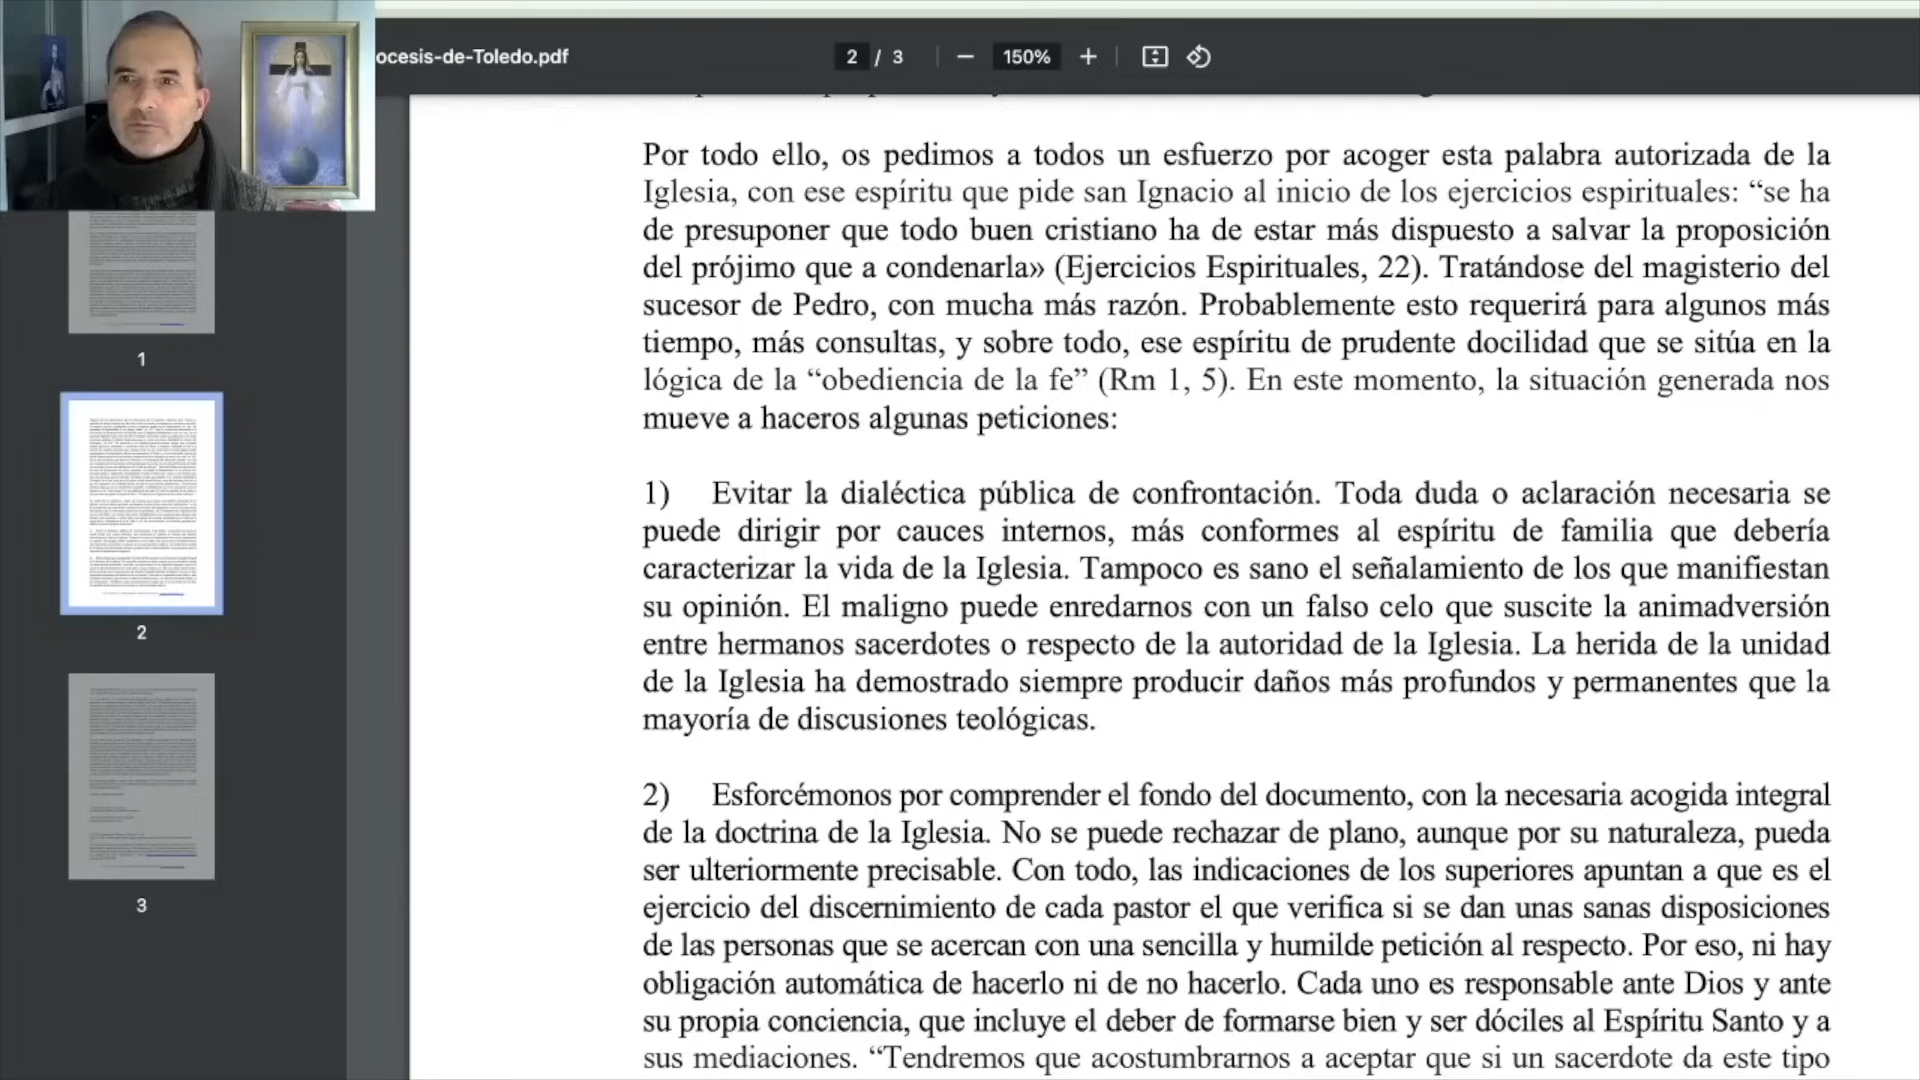 ocesis-de-Toledo.pdf
2 / 3
150%
Por todo ello, os pedimos a todos un esfuerzo por acoger esta palabra autorizada de la
Iglesia, con ese espíritu que pide san Ignacio al inicio de los ejercicios espirituales: “se ha
de presuponer que todo buen cristiano ha de estar más dispuesto a salvar la proposición
del prójimo que a condenarla» (Ejercicios Espirituales, 22). Tratándose del magisterio del
sucesor de Pedro, con mucha más razón. Probablemente esto requerirá para algunos más
tiempo, más consultas, y sobre todo, ese espíritu de prudente docilidad que se sitúa en la
lógica de la “obediencia de la fe” (Rm 1, 5). En este momento, la situación generada nos
mueve a haceros algunas peticiones:
1) Evitar la dialéctica pública de confrontación. Toda duda o aclaración necesaria se
puede dirigir por cauces internos, más conformes al espíritu de familia que debería
caracterizar la vida de la Iglesia. Tampoco es sano el señalamiento de los que manifiestan
su opinión. El maligno puede enredarnos con un falso celo que suscite la animadversión
entre hermanos sacerdotes o respecto de la autoridad de la Iglesia. La herida de la unidad
de la Iglesia ha demostrado siempre producir daños más profundos y permanentes que la
mayoría de discusiones teológicas.
2) Esforcémonos por comprender el fondo del documento, con la necesaria acogida integral
de la doctrina de la Iglesia. No se puede rechazar de plano, aunque por su naturaleza, pueda
ser ulteriormente precisable. Con todo, las indicaciones de los superiores apuntan a que es el
ejercicio del discernimiento de cada pastor el que verifica si se dan unas sanas disposiciones
de las personas que se acercan con una sencilla y humilde petición al respecto. Por eso, ni hay
obligación automática de hacerlo ni de no hacerlo. Cada uno es responsable ante Dios y ante
su propia conciencia, que incluye el deber de formarse bien y ser dóciles al Espíritu Santo y a
sus mediaciones. “Tendremos que acostumbrarnos a aceptar que si un sacerdote da este tipo
1
2
3